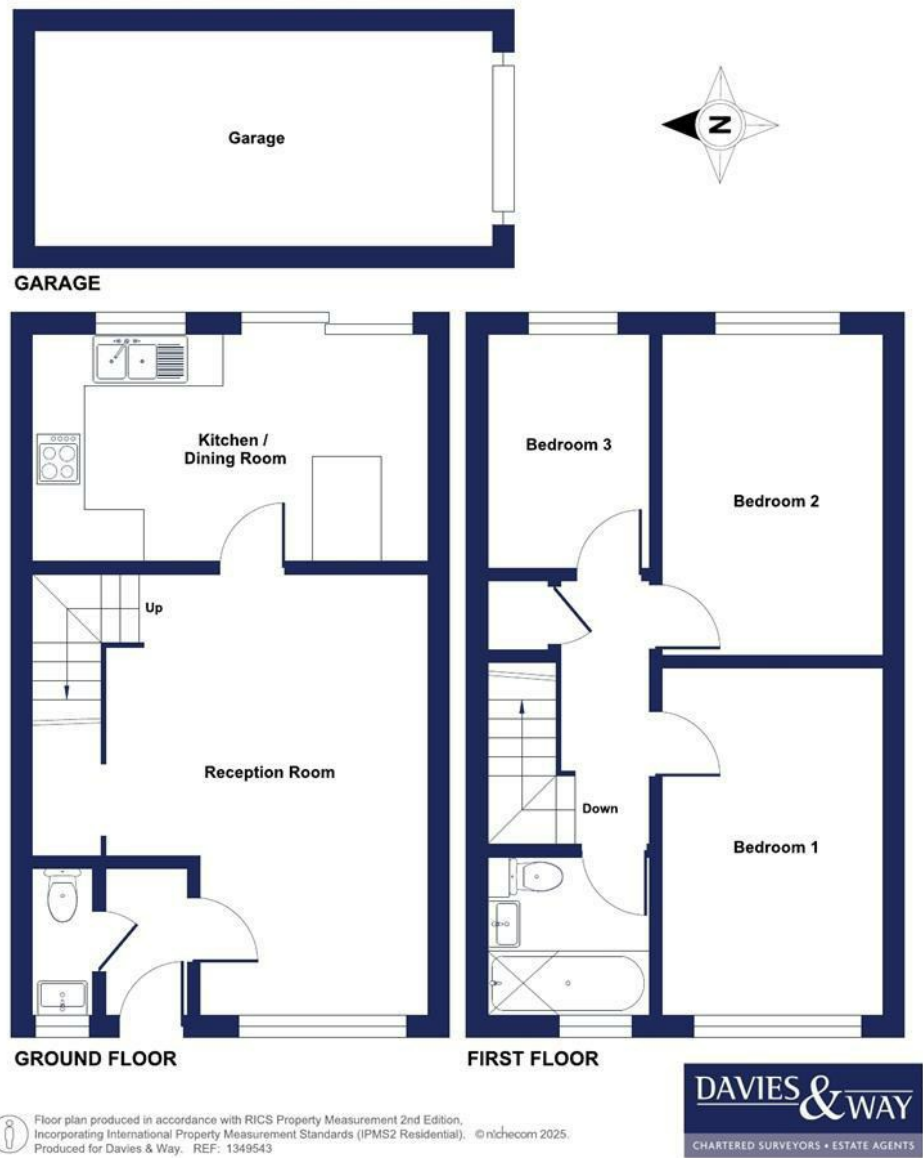 Garage
N
GARAGE
Kitchen /
Dining Room
Bedroom 3
Bedroom 2
Up
Reception Room
Down
Bedroom 1
GROUND FLOOR
FIRST FLOOR
DAVIES & WAY
CHARTERED SURVEYORS • ESTATE AGENTS
Floor plan produced in accordance with RICS Property Measurement 2nd Edition,
Incorporating International Property Measurement Standards (IPMS2 Residential). © nichecom 2025.
Produced for Davies & Way. REF: 1349543